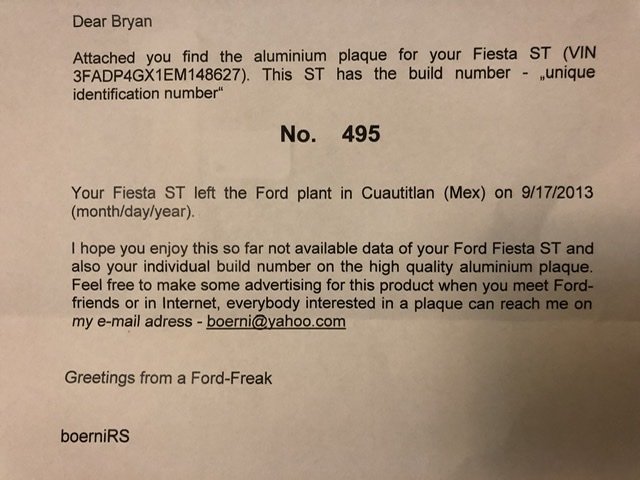 Dear Bryan
Attached you find the aluminium plaque for your Fiesta ST (VIN
3FADP4GX1EM148627). This ST has the build number - „unique
identification number“
No. 495
Your Fiesta ST left the Ford plant in Cuautitlan (Mex) on 9/17/2013
(month/day/year).
I hope you enjoy this so far not available data of your Ford Fiesta ST and
also your individual build number on the high quality aluminium plaque.
Feel free to make some advertising for this product when you meet Ford-
friends or in Internet, everybody interested in a plaque can reach me on
my e-mail adress - boerni@yahoo.com
Greetings from a Ford-Freak
boerniRS